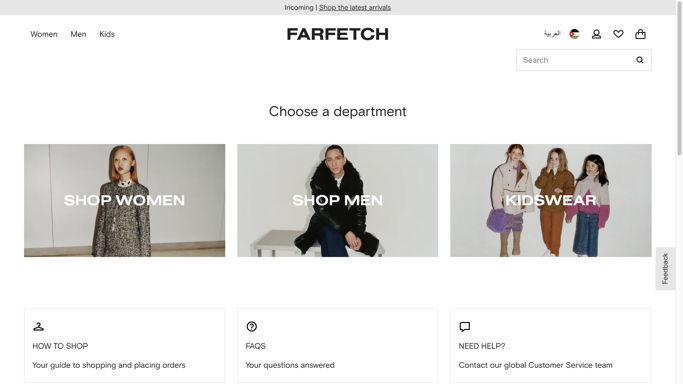 Incoming | Shop the latest arrivals
Women Men Kids
FARFETCH
العربية
Search
Choose a department
SHOP WOMEN
SHOP MEN
KIDSWEAR
Feedback
HOW TO SHOP
Your guide to shopping and placing orders
FAQS
Your questions answered
NEED HELP?
Contact our global Customer Service team